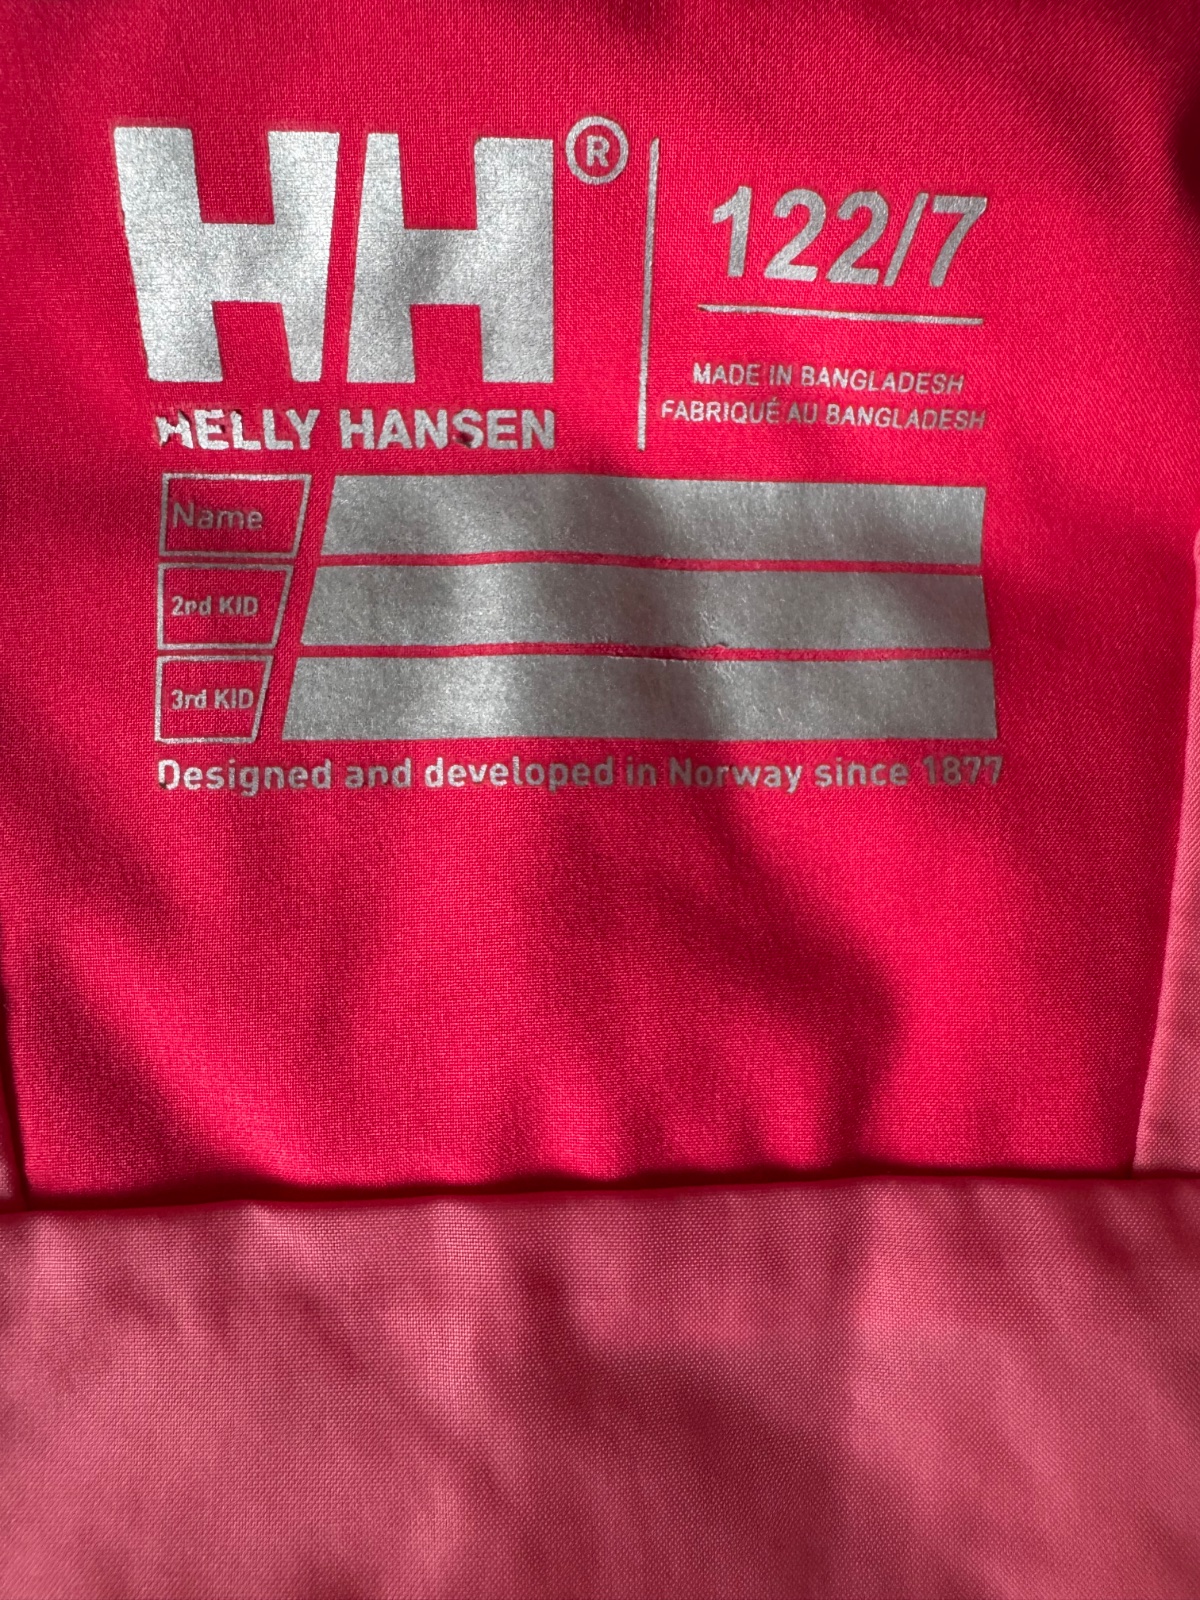 HH®
HELLY HANSEN
122/7
MADE IN BANGLADESH
FABRIQUÉ AU BANGLADESH
Name
2nd KID
3rd KID
Designed and developed in Norway since 1877